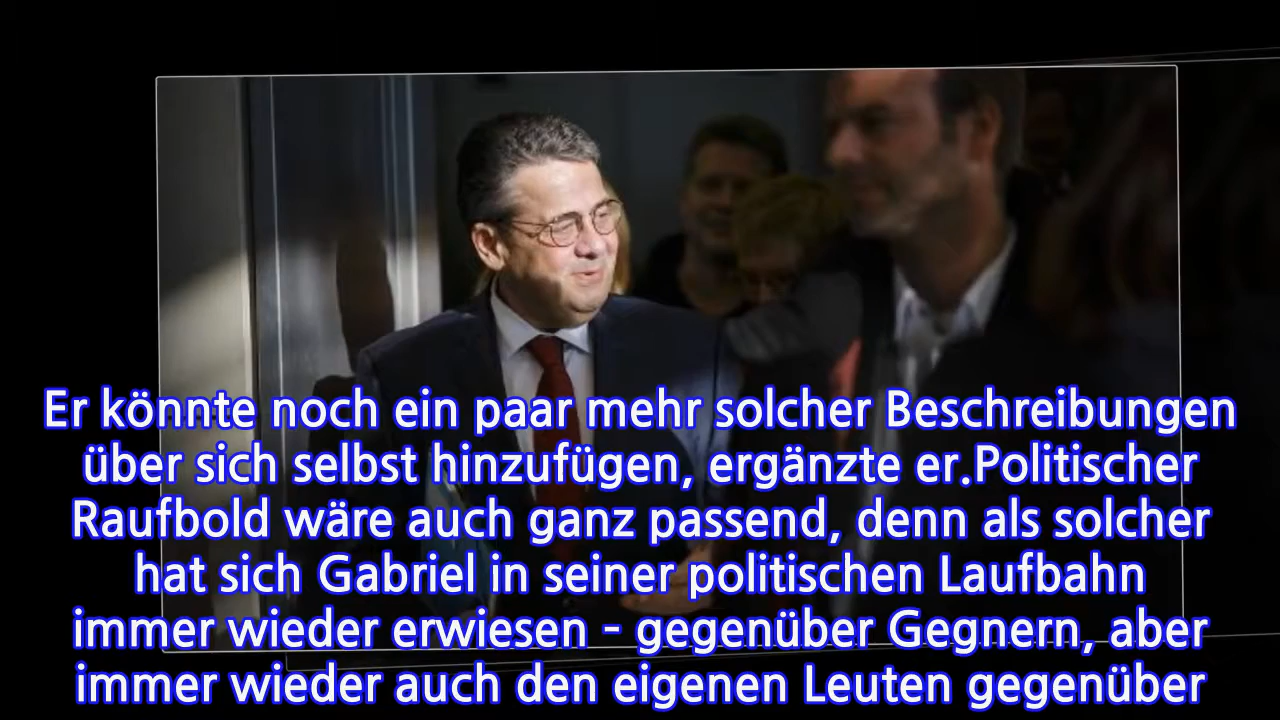 Er könnte noch ein paar mehr solcher Beschreibungen
über sich selbst hinzufügen, ergänzte er.Politischer
Raufbold wäre auch ganz passend, denn als solcher
hat sich Gabriel in seiner politischen Laufbahn
immer wieder erwiesen - gegenüber Gegnern, aber
immer wieder auch den eigenen Leuten gegenüber